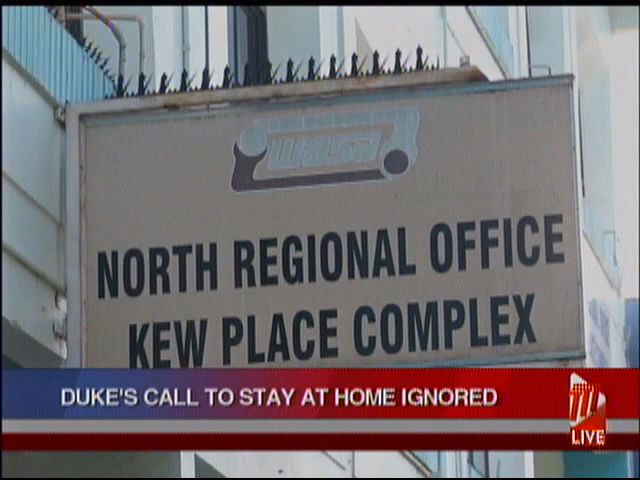 wasa
NORTH REGIONAL OFFICE
KEW PLACE COMPLEX
DUKE'S CALL TO STAY AT HOME IGNORED
LIVE